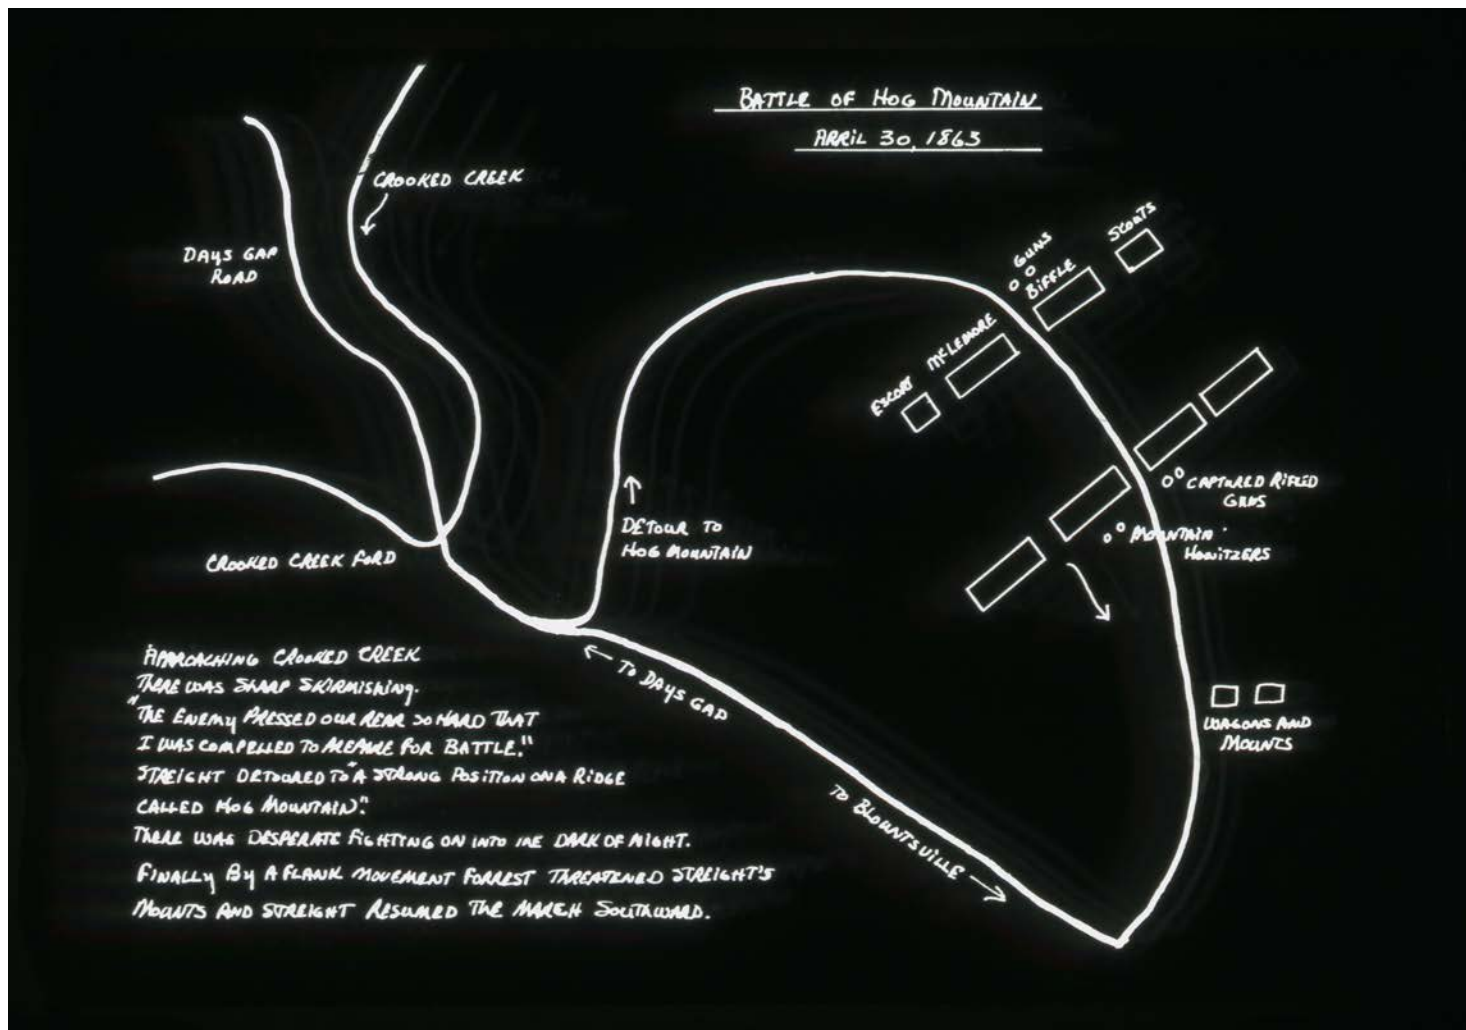 BATTLE OF HOG MOUNTAIN
APRIL 30, 1863
CROOKED CREEK
DAYS GAP
ROAD
SCOUTS
GUNS
BIFFLE
McLEMORE
ESCORT
CAPTURED RIFLED
GUNS
MOUNTAIN
HOWITZERS
DETOUR TO
HOG MOUNTAIN
CROOKED CREEK FORD
← TO DAYS GAP
WAGONS AND
MOUNTS
TO BLOUNTSVILLE →
APPROACHING CROOKED CREEK
THERE WAS SHARP SKIRMISHING.
"THE ENEMY PRESSED OUR REAR SO HARD THAT
I WAS COMPELLED TO PREPARE FOR BATTLE."
STREIGHT DETOURED TO "A STRONG POSITION ON A RIDGE
CALLED HOG MOUNTAIN".
THERE WAS DESPERATE FIGHTING ON INTO THE DARK OF NIGHT.
FINALLY BY A FLANK MOVEMENT FORREST THREATENED STREIGHT'S
MOUNTS AND STREIGHT RESUMED THE MARCH SOUTHWARD.